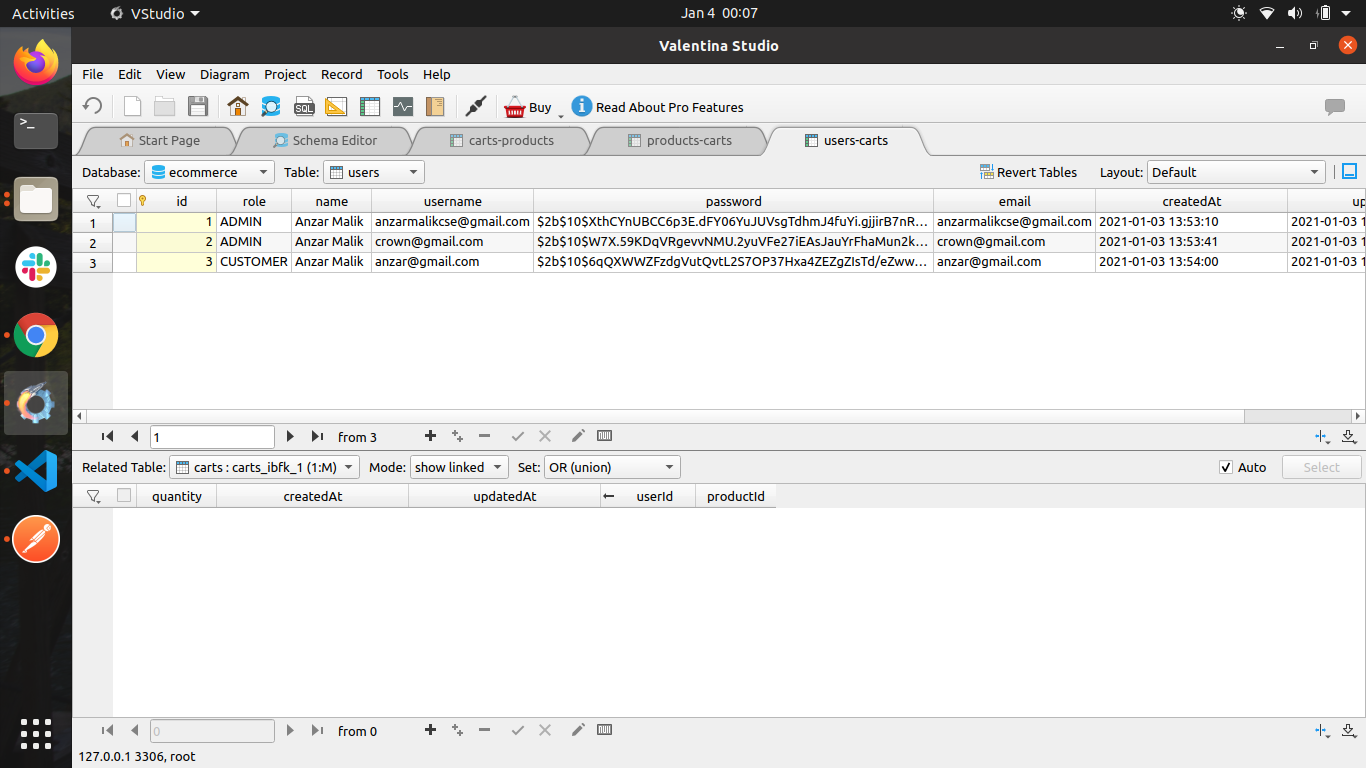 Activities VStudio Jan 4 00:07
Valentina Studio
File Edit View Diagram Project Record Tools Help
SQL Buy Read About Pro Features
Start Page Schema Editor carts-products products-carts users-carts
Database: ecommerce Table: users Revert Tables Layout: Default
id role name username password email createdAt up
1 1 ADMIN Anzar Malik anzarmalikcse@gmail.com $2b$10$XthCYnUBCC6p3E.dFY06YuJUVsgTdhmJ4fuYi.gjjirB7nR... anzarmalikcse@gmail.com 2021-01-03 13:53:10 2021-01-03 1
2 2 ADMIN Anzar Malik crown@gmail.com $2b$10$W7X.59KDqVRgevvNMU.2yuVFe27iEAsJauYrFhaMun2k... crown@gmail.com 2021-01-03 13:53:41 2021-01-03 1
3 3 CUSTOMER Anzar Malik anzar@gmail.com $2b$10$6qQXWWZFzdgVutQvtL2S7OP37Hxa4ZEZgZIsTd/eZww... anzar@gmail.com 2021-01-03 13:54:00 2021-01-03 1
1 from 3
Related Table: carts : carts_ibfk_1 (1:M) Mode: show linked Set: OR (union) Auto Select
quantity createdAt updatedAt userId productId
0 from 0
127.0.0.1 3306, root